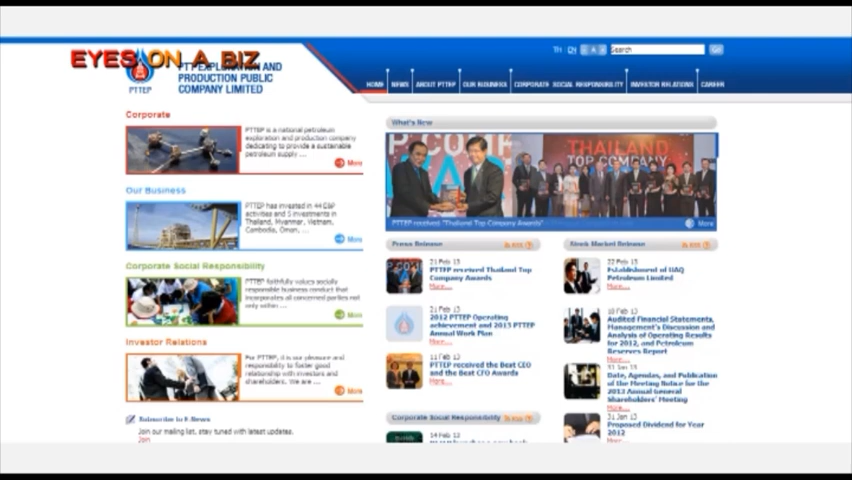 EYES ON A BIZ
PTT EXPLORATION AND
PRODUCTION PUBLIC
COMPANY LIMITED
PTTEP
TH EN
Search
Go
HOME NEWS ABOUT PTTEP OUR BUSINESS CORPORATE SOCIAL RESPONSIBILITY INVESTOR RELATIONS CAREER
Corporate
PTTEP is a national petroleum
exploration and production company
dedicating to provide a sustainable
petroleum supply ...
More
Our Business
PTTEP has invested in 44 E&P
activities and 5 investments in
Thailand, Myanmar, Vietnam,
Cambodia, Oman, ...
More
Corporate Social Responsibility
PTTEP faithfully values socially
responsible business conduct that
incorporates all concerned parties not
only within ...
More
Investor Relations
For PTTEP, it is our pleasure and
responsibility to foster good
relationship with investors and
shareholders. We are ...
More
Subscribe to E-News
Join our mailing list, stay tuned with latest updates.
Join
What's New
THAILAND
TOP COMPANY
PTTEP received "Thailand Top Company Awards"
More
Press Release
RSS
21 Feb 13
PTTEP received Thailand Top
Company Awards
More...
21 Feb 13
2012 PTTEP Operating
achievement and 2013 PTTEP
Annual Work Plan
More...
11 Feb 13
PTTEP received the Best CEO
and the Best CFO Awards
More...
Corporate Social Responsibility
RSS
14 Feb 13
News Market Release
RSS
22 Feb 13
Establishment of
Petroleum Limited
More...
Audited Financial Statements,
Management's Discussion and
Analysis of Operating Results
for 2012, and Petroleum
Reserves Report
More...
31 Jan 13
Date, Agendas, and Publication
of the Meeting Notice for the
2013 Annual General
Shareholders' Meeting
More...
31 Jan 13
Proposed Dividend for Year
2012
More...